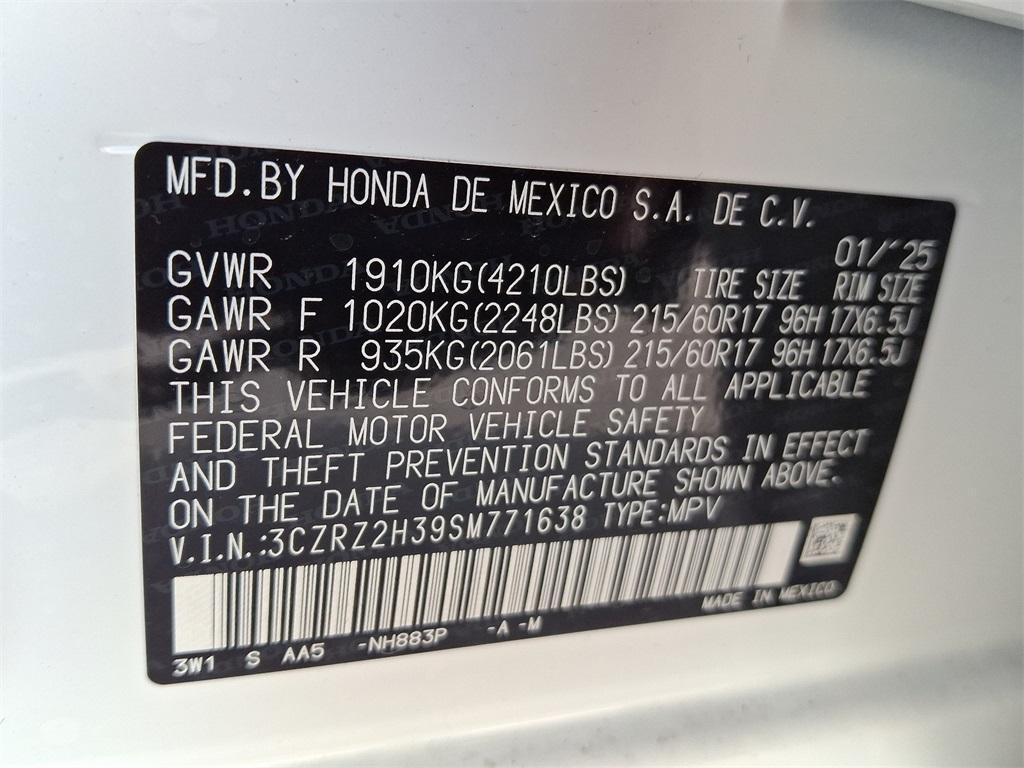 MFD.BY HONDA DE MEXICO S.A. DE C.V.
01/'25
GVWR 1910KG(4210LBS) TIRE SIZE RIM SIZE
GAWR F 1020KG(2248LBS) 215/60R17 96H 17X6.5J
GAWR R 935KG(2061LBS) 215/60R17 96H 17X6.5J
THIS VEHICLE CONFORMS TO ALL APPLICABLE
FEDERAL MOTOR VEHICLE SAFETY
AND THEFT PREVENTION STANDARDS IN EFFECT
ON THE DATE OF MANUFACTURE SHOWN ABOVE.
V.I.N.:3CZRZ2H39SM771638 TYPE:MPV
MADE IN MEXICO
3W1 S AA5 -NH883P -A -M